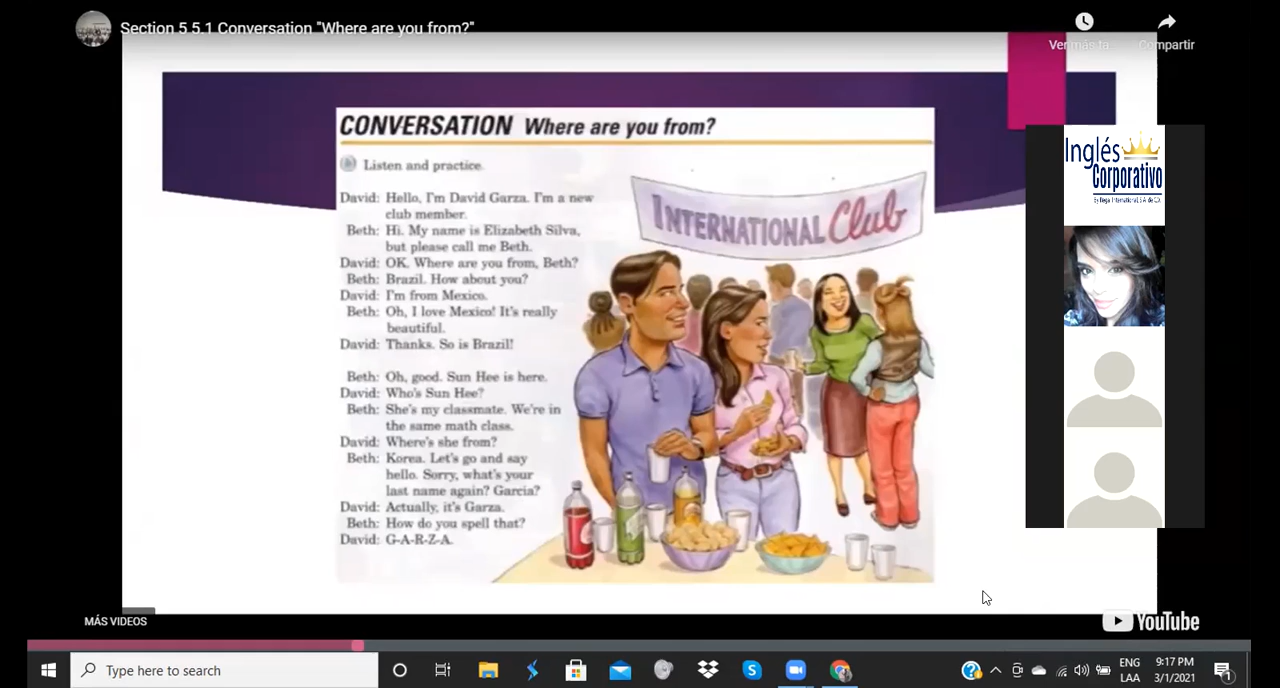 Section 5 5.1 Conversation "Where are you from?"
Compartir
CONVERSATION Where are you from?
Listen and practice.
David: Hello, I'm David Garza. I'm a new
club member.
Beth: Hi. My name is Elizabeth Silva,
but please call me Beth.
David: OK. Where are you from, Beth?
Beth: Brazil. How about you?
David: I'm from Mexico.
Beth: Oh, I love Mexico! It's really
beautiful.
David: Thanks. So is Brazil!
Beth: Oh, good. Sun Hee is here.
David: Who's Sun Hee?
Beth: She's my classmate. We're in
the same math class.
David: Where's she from?
Beth: Korea. Let's go and say
hello. Sorry, what's your
last name again? Garcia?
David: Actually, it's Garza.
Beth: How do you spell that?
David: G-A-R-Z-A.
INTERNATIONAL Club
Inglés
Corporativo
MÁS VIDEOS
YouTube
Type here to search
ENG
LAA
9:17 PM
3/1/2021
1